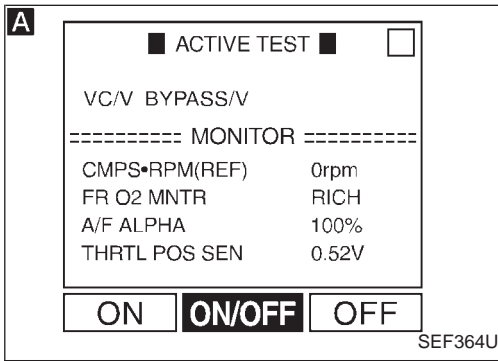 A
ACTIVE TEST
VC/V BYPASS/V
========== MONITOR ==========
CMPS•RPM(REF) 0rpm
FR O2 MNTR RICH
A/F ALPHA 100%
THRTL POS SEN 0.52V
ON ON/OFF OFF
SEF364U